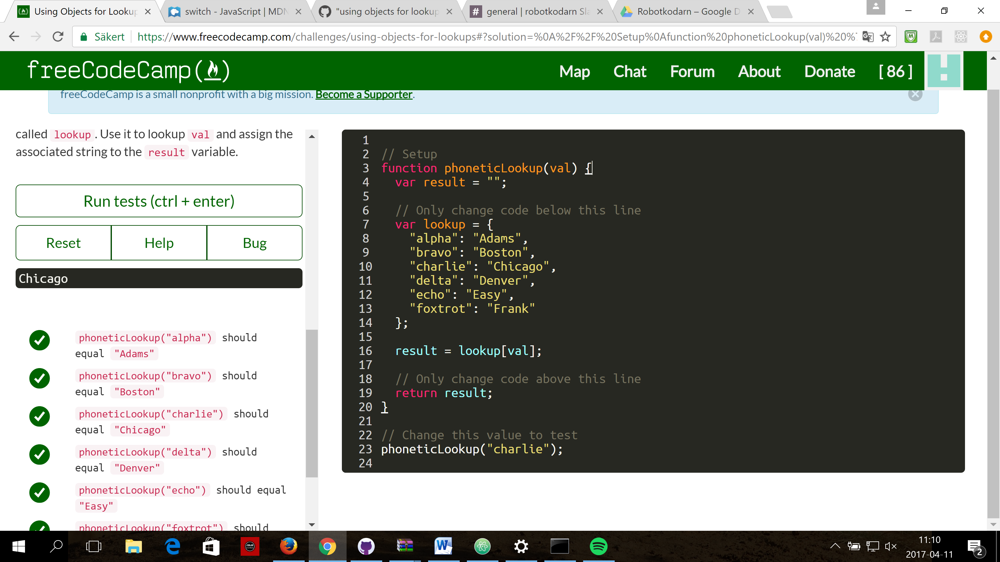 Using Objects for Lookup
switch - JavaScript | MDN
"using objects for lookup
general | robotkodarn Sla
Robotkodarn – Google D
Säkert
https://www.freecodecamp.com/challenges/using-objects-for-lookups#?solution=%0A%2F%2F%20Setup%0Afunction%20phoneticLookup(val)%20%
freeCodeCamp
Map
Chat
Forum
About
Donate
[ 86 ]
freeCodeCamp is a small nonprofit with a big mission. Become a Supporter.
called lookup . Use it to lookup val and assign the
associated string to the result variable.
Run tests (ctrl + enter)
Reset
Help
Bug
Chicago
phoneticLookup("alpha") should
equal "Adams"
phoneticLookup("bravo") should
equal "Boston"
phoneticLookup("charlie") should
equal "Chicago"
phoneticLookup("delta") should
equal "Denver"
phoneticLookup("echo") should equal
"Easy"
phoneticLookup("foxtrot") should
1
2 // Setup
3 function phoneticLookup(val) {
4 var result = "";
5
6 // Only change code below this line
7 var lookup = {
8 "alpha": "Adams",
9 "bravo": "Boston",
10 "charlie": "Chicago",
11 "delta": "Denver",
12 "echo": "Easy",
13 "foxtrot": "Frank"
14 };
15
16 result = lookup[val];
17
18 // Only change code above this line
19 return result;
20 }
21
22 // Change this value to test
23 phoneticLookup("charlie");
24
11:10
2017-04-11
2